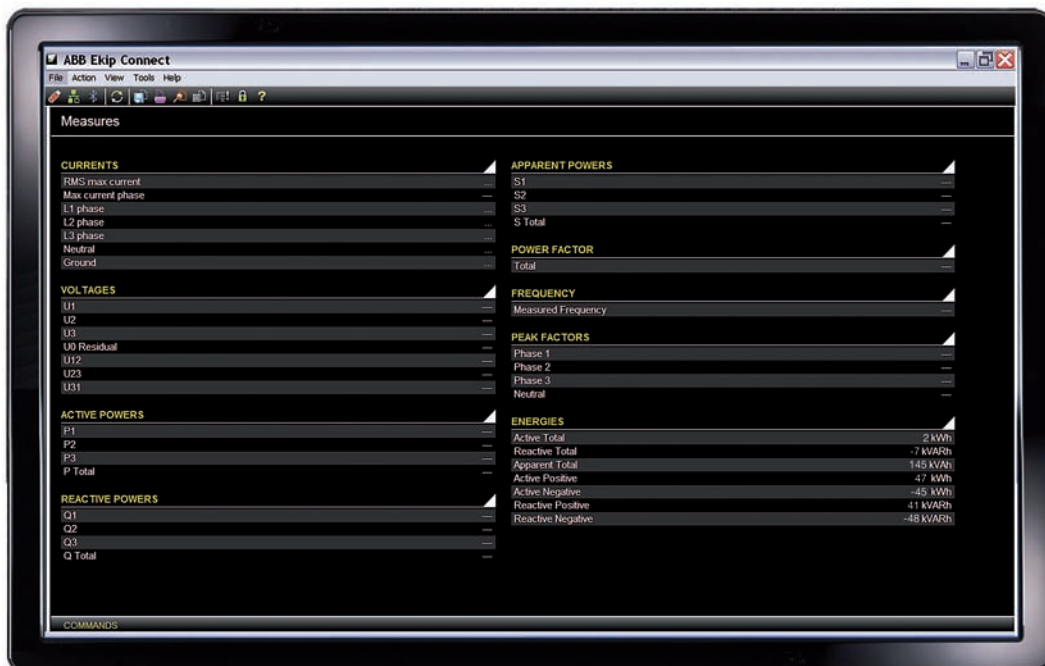 ABB Ekip Connect
File Action View Tools Help
Measures
CURRENTS
RMS max current ...
Max current phase ---
L1 phase ...
L2 phase ...
L3 phase ...
Neutral ...
Ground ...
VOLTAGES
U1 ---
U2 ---
U3 ---
U0 Residual ---
U12 ---
U23 ---
U31 ---
ACTIVE POWERS
P1 ---
P2 ---
P3 ---
P Total ---
REACTIVE POWERS
Q1 ---
Q2 ---
Q3 ---
Q Total ---
APPARENT POWERS
S1 ---
S2 ---
S3 ---
S Total ---
POWER FACTOR
Total ---
FREQUENCY
Measured Frequency ---
PEAK FACTORS
Phase 1 ---
Phase 2 ---
Phase 3 ---
Neutral ---
ENERGIES
Active Total 2 kWh
Reactive Total -7 kVARh
Apparent Total 145 kVAh
Active Positive 47 kWh
Active Negative -45 kWh
Reactive Positive 41 kVARh
Reactive Negative -48 kVARh
COMMANDS